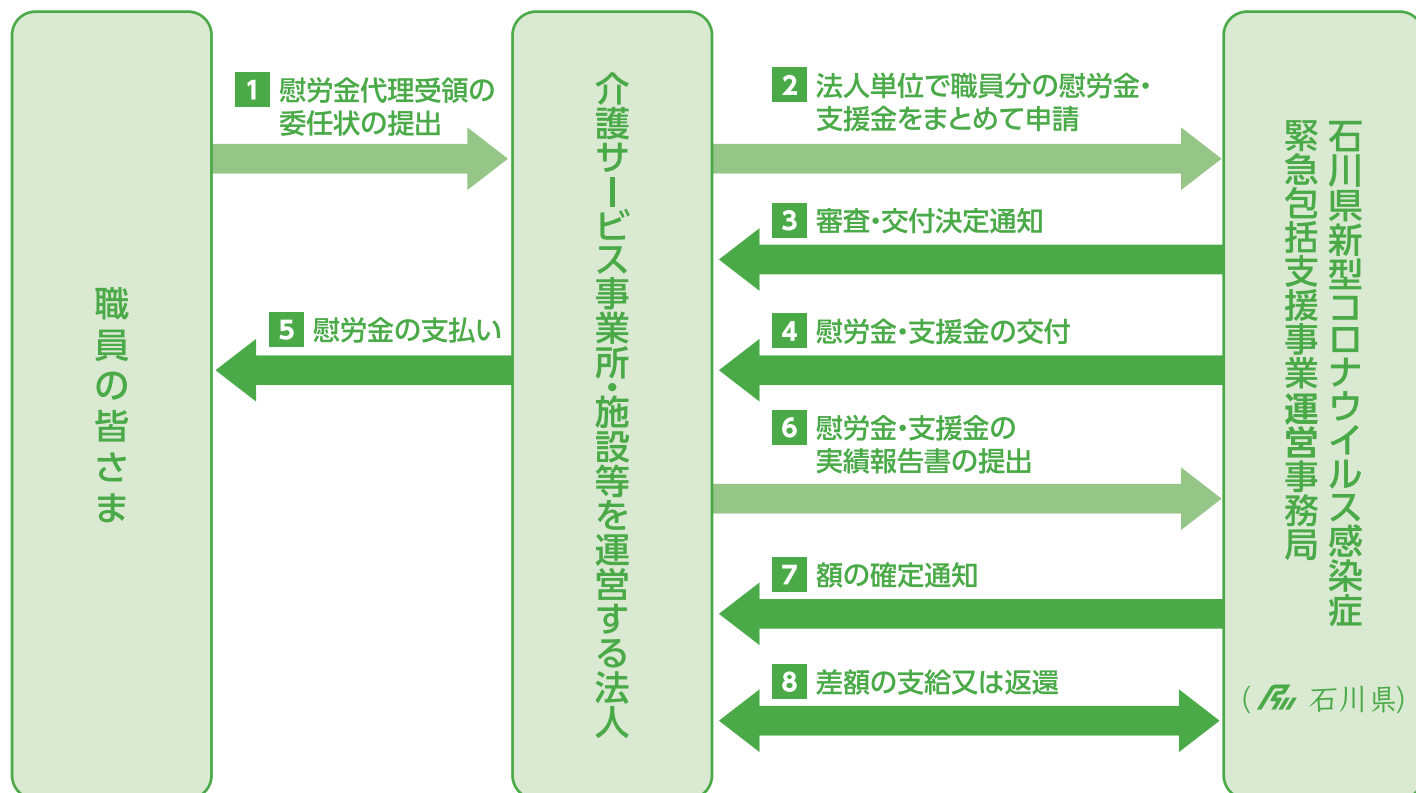 職員の皆さま
1 慰労金代理受領の
委任状の提出
5 慰労金の支払い
介護サービス事業所・施設等を運営する法人
2 法人単位で職員分の慰労金・
支援金をまとめて申請
3 審査・交付決定通知
4 慰労金・支援金の交付
6 慰労金・支援金の
実績報告書の提出
7 額の確定通知
8 差額の支給又は返還
石川県新型コロナウイルス感染症
緊急包括支援事業運営事務局
(石川県)